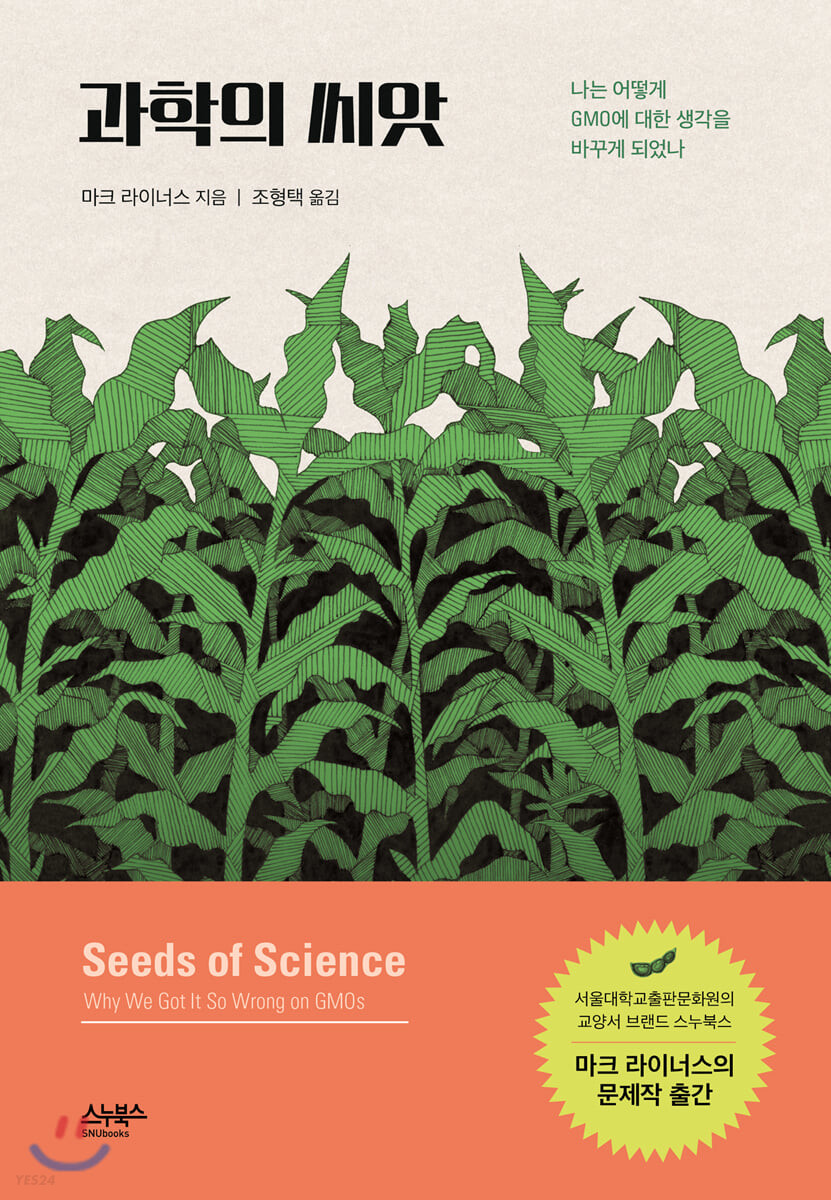 과학의 씨앗
나는 어떻게
GMO에 대한 생각을
바꾸게 되었나
마크 라이너스 지음 | 조형택 옮김
Seeds of Science
Why We Got It So Wrong on GMOs
서울대학교출판문화원의
교양서 브랜드 스누북스
마크 라이너스의
문제작 출간
스누북스
SNUbooks
YES24